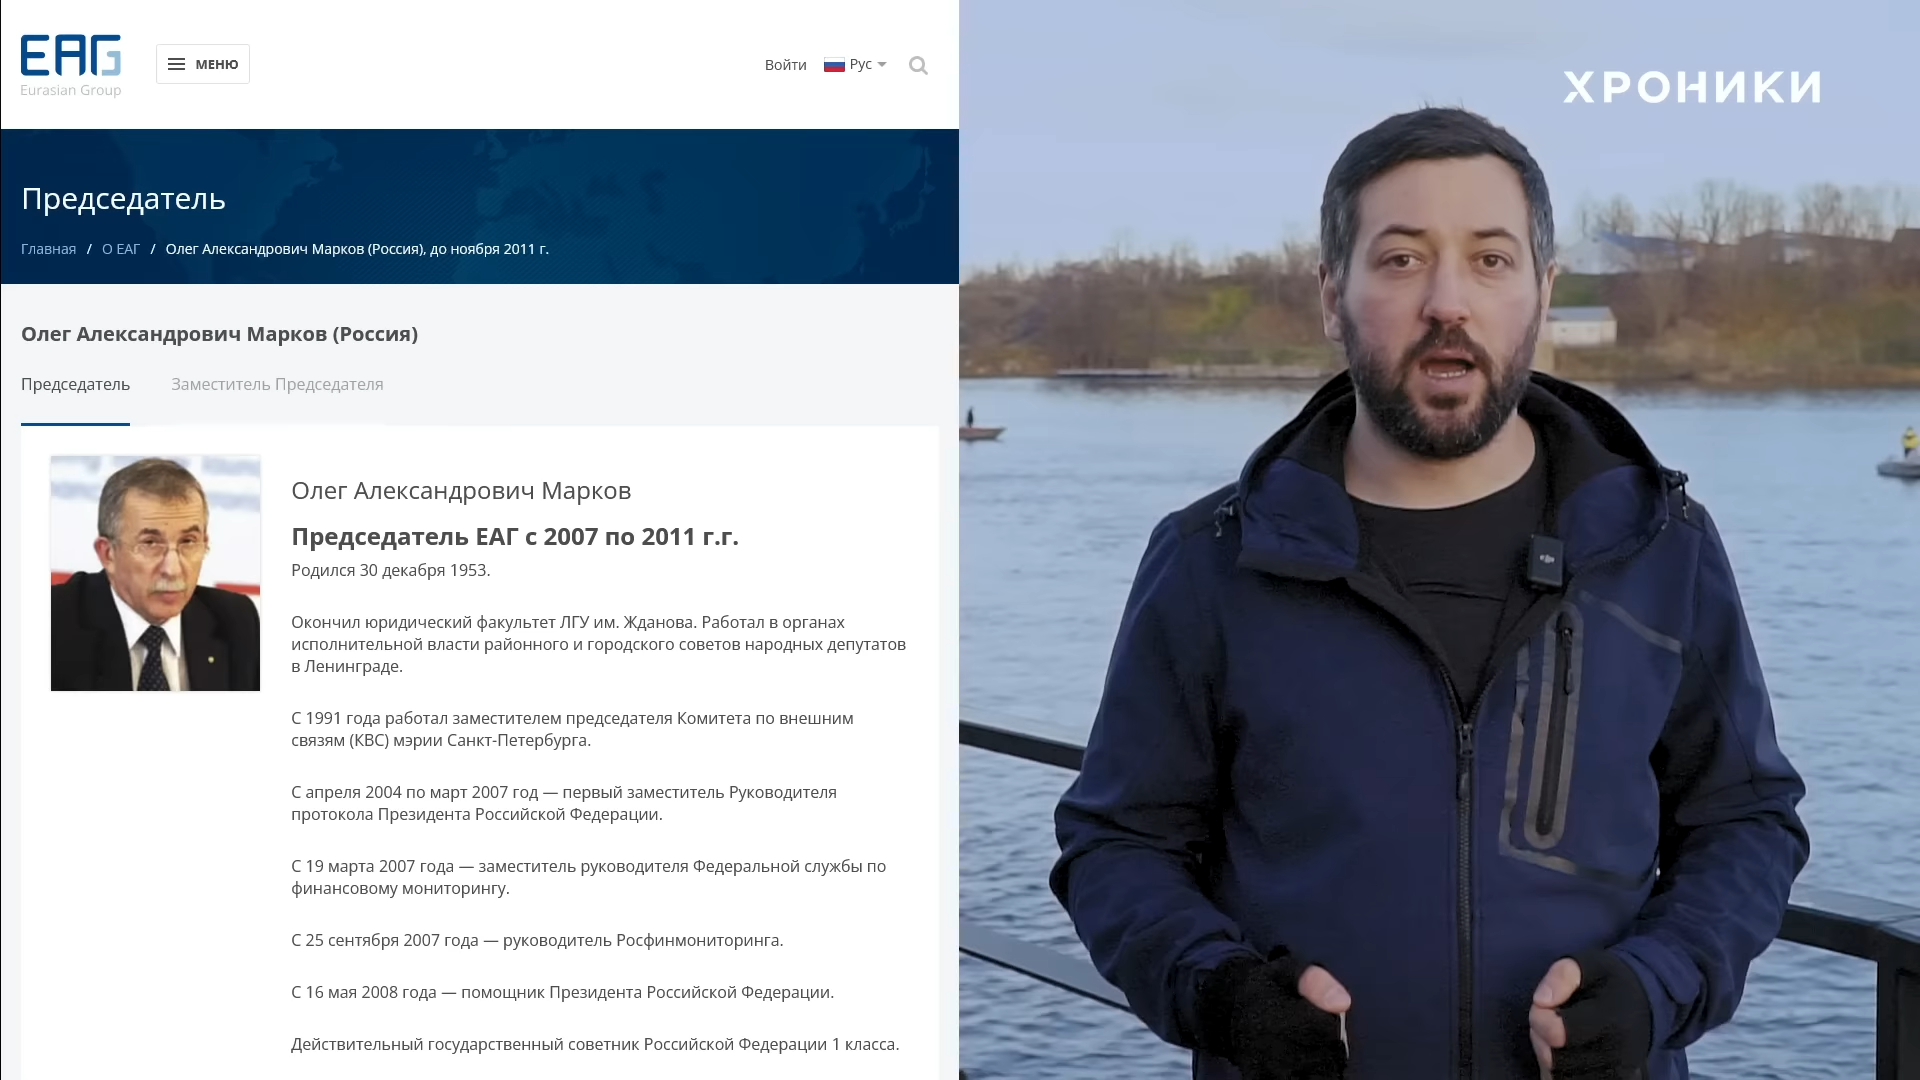 EAG
Eurasian Group
МЕНЮ
Войти
Рус
Председатель
Главная / О ЕАГ / Олег Александрович Марков (Россия), до ноября 2011 г.
Олег Александрович Марков (Россия)
Председатель
Заместитель Председателя
Олег Александрович Марков
Председатель ЕАГ с 2007 по 2011 г.г.
Родился 30 декабря 1953.
Окончил юридический факультет ЛГУ им. Жданова. Работал в органах
исполнительной власти районного и городского советов народных депутатов
в Ленинграде.
С 1991 года работал заместителем председателя Комитета по внешним
связям (КВС) мэрии Санкт-Петербурга.
С апреля 2004 по март 2007 год — первый заместитель Руководителя
протокола Президента Российской Федерации.
С 19 марта 2007 года — заместитель руководителя Федеральной службы по
финансовому мониторингу.
С 25 сентября 2007 года — руководитель Росфинмониторинга.
С 16 мая 2008 года — помощник Президента Российской Федерации.
Действительный государственный советник Российской Федерации 1 класса.
ХРОНИКИ
dji